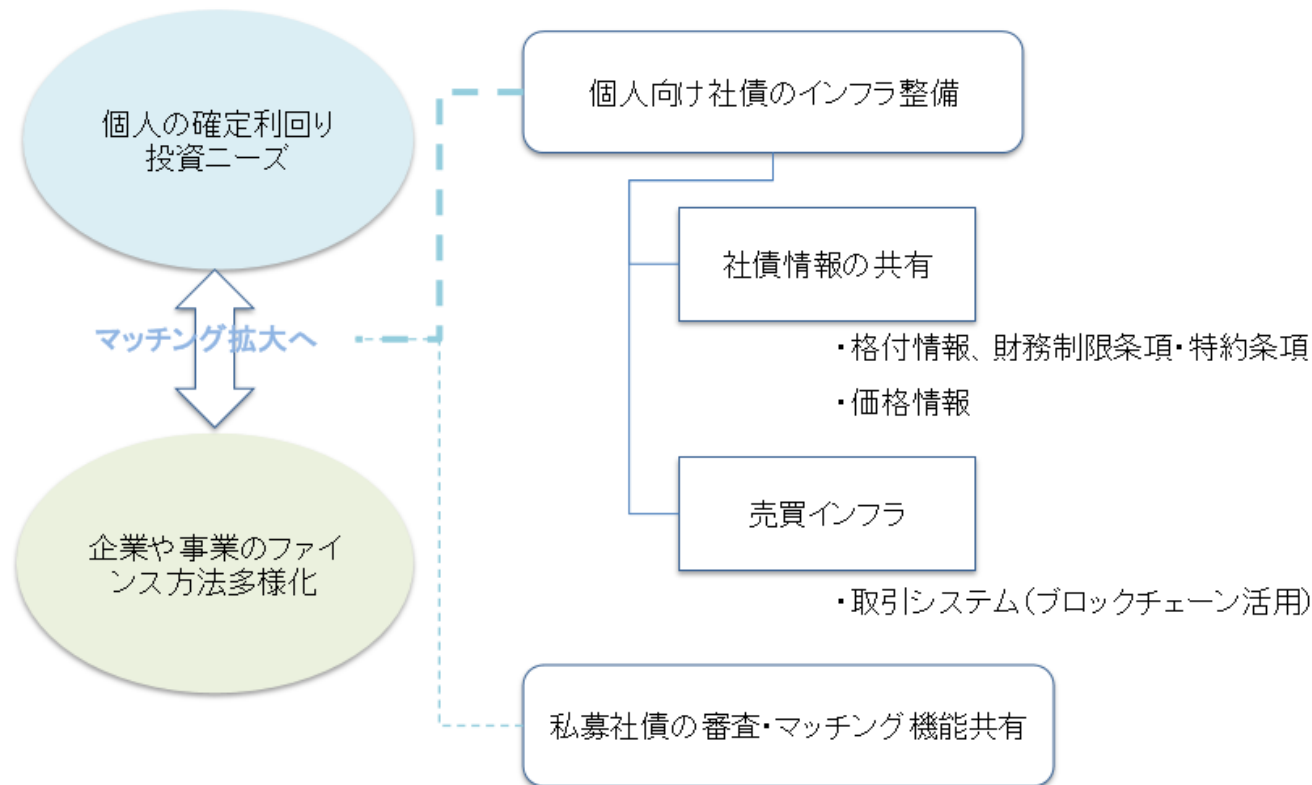 個人の確定利回り
投資ニーズ
マッチング拡大へ
企業や事業のファイ
ンス方法多様化
個人向け社債のインフラ整備
社債情報の共有
・格付情報、財務制限条項・特約条項
・価格情報
売買インフラ
・取引システム(ブロックチェーン活用)
私募社債の審査・マッチング機能共有